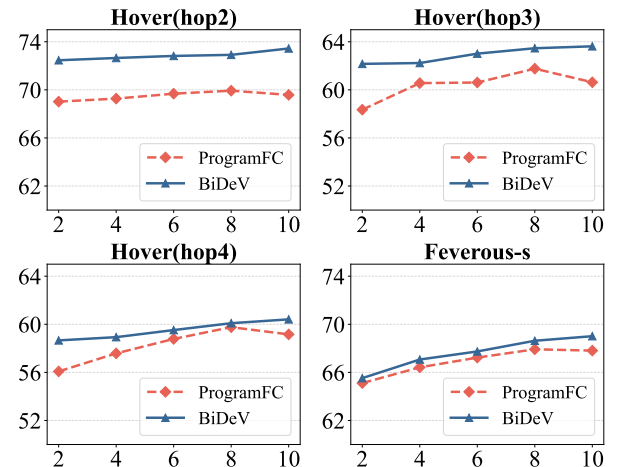 Hover(hop2)
74
70
66
62
ProgramFC
BiDeV
2 4 6 8 10
Hover(hop3)
64
60
56
ProgramFC
BiDeV
2 4 6 8 10
Hover(hop4)
64
60
56
52
ProgramFC
BiDeV
2 4 6 8 10
Feverous-s
74
70
66
62
ProgramFC
BiDeV
2 4 6 8 10